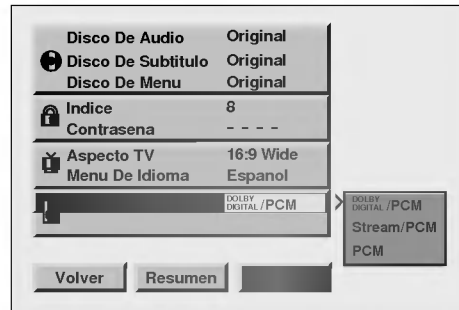 Disco De Audio Original
Disco De Subtitulo Original
Disco De Menu Original
Indice 8
Contrasena - - - -
Aspecto TV 16:9 Wide
Menu De Idioma Espanol
DOLBY DIGITAL /PCM
DOLBY DIGITAL /PCM
Stream/PCM
PCM
Volver Resumen